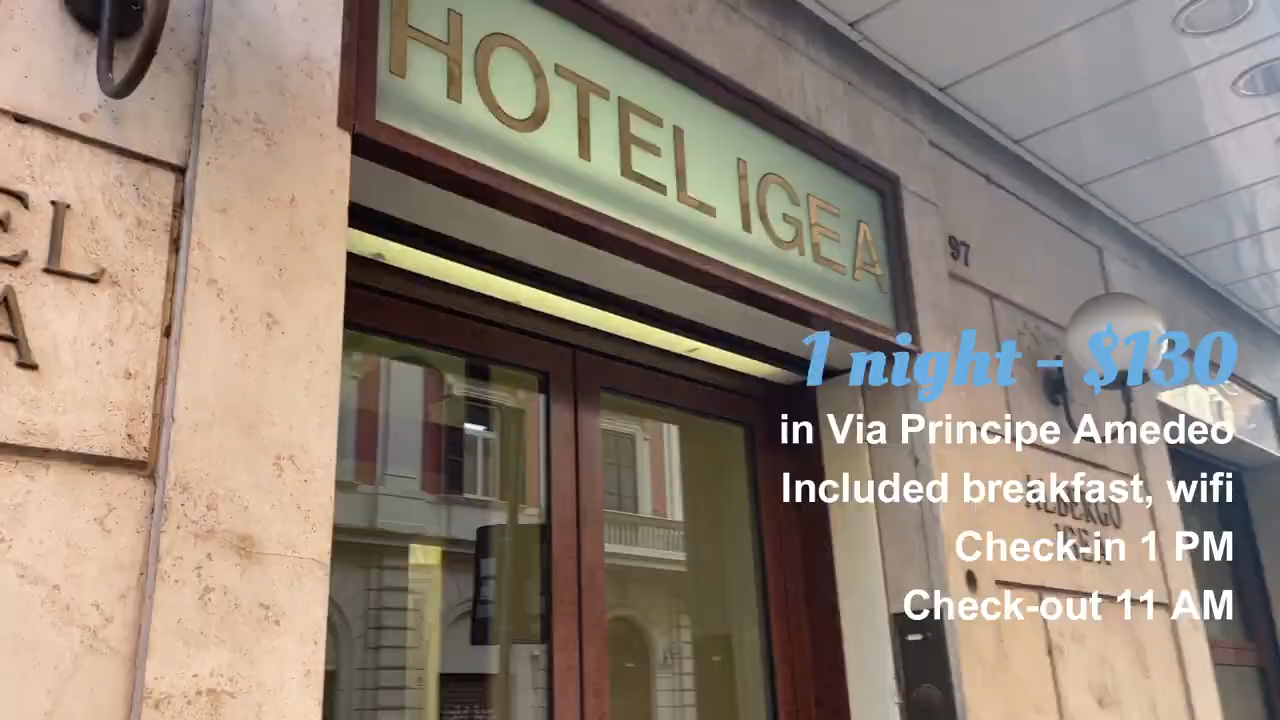 HOTEL IGEA
EL
A
97
1 night - $130
in Via Principe Amedeo
Included breakfast, wifi
Check-in 1 PM
Check-out 11 AM
ALBERGO
IGEA